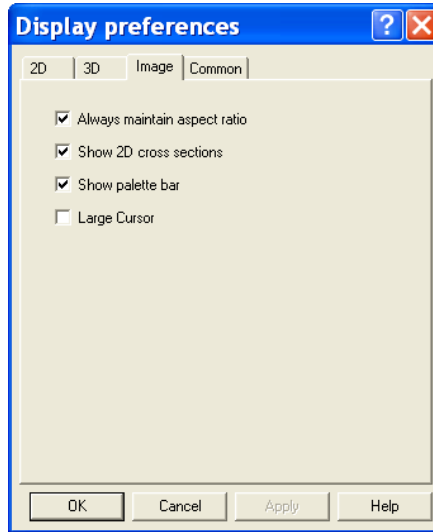 Display preferences
2D 3D Image Common
Always maintain aspect ratio
Show 2D cross sections
Show palette bar
Large Cursor
OK Cancel Apply Help